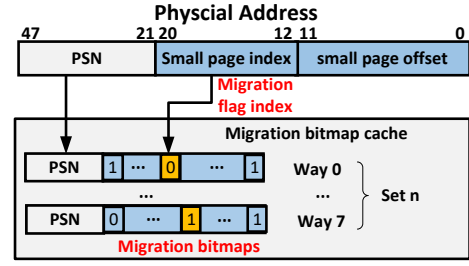 Physcial Address
47 21 20 12 11 0
PSN Small page index small page offset
Migration
flag index
Migration bitmap cache
PSN 1 ... 0 ... 1 Way 0
... ... Set n
PSN 0 ... 1 ... 1 Way 7
Migration bitmaps